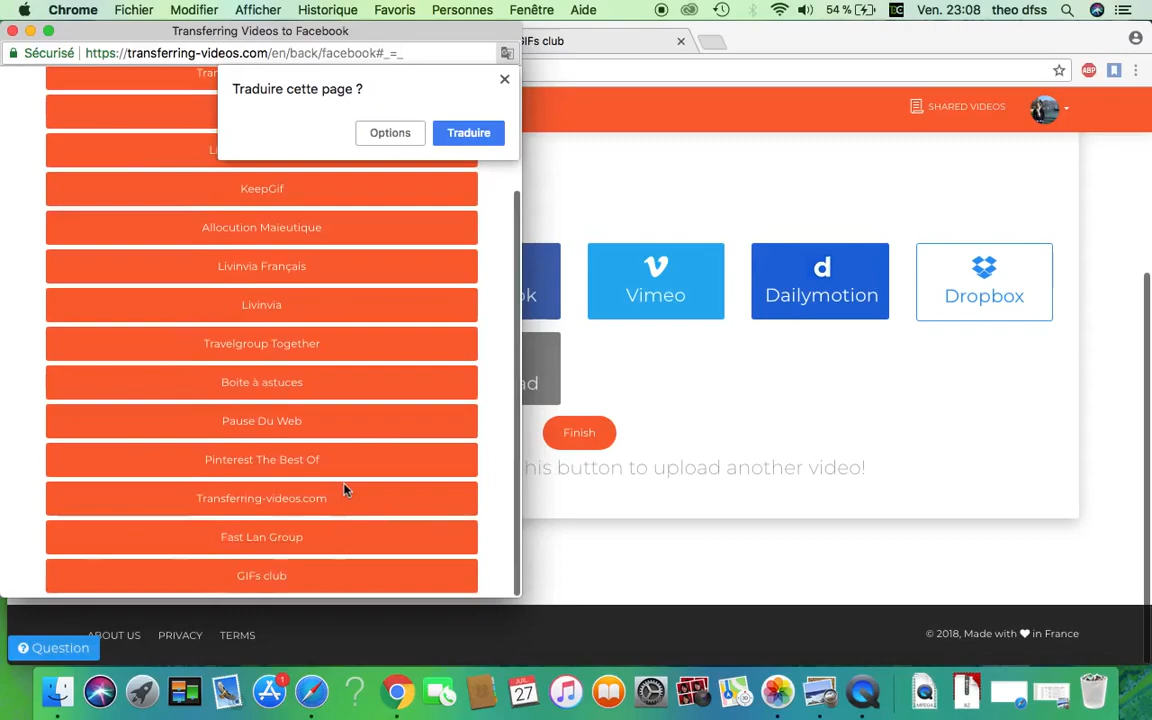 Chrome Fichier Modifier Afficher Historique Favoris Personnes Fenêtre Aide 54 % Ven. 23:08 theo dfss
Transferring Videos to Facebook
GIFs club
Sécurisé https://transferring-videos.com/en/back/facebook#_=_
ABP
Traduire cette page ?
Options
Traduire
SHARED VIDEOS
KeepGif
Allocution Maieutique
Livinvia Français
Livinvia
Travelgroup Together
Boite à astuces
Pause Du Web
Pinterest The Best Of
Transferring-videos.com
Fast Lan Group
GIFs club
Vimeo
Dailymotion
Dropbox
Finish
this button to upload another video!
ABOUT US PRIVACY TERMS
© 2018, Made with ❤ in France
Question
1
JUIL.
27